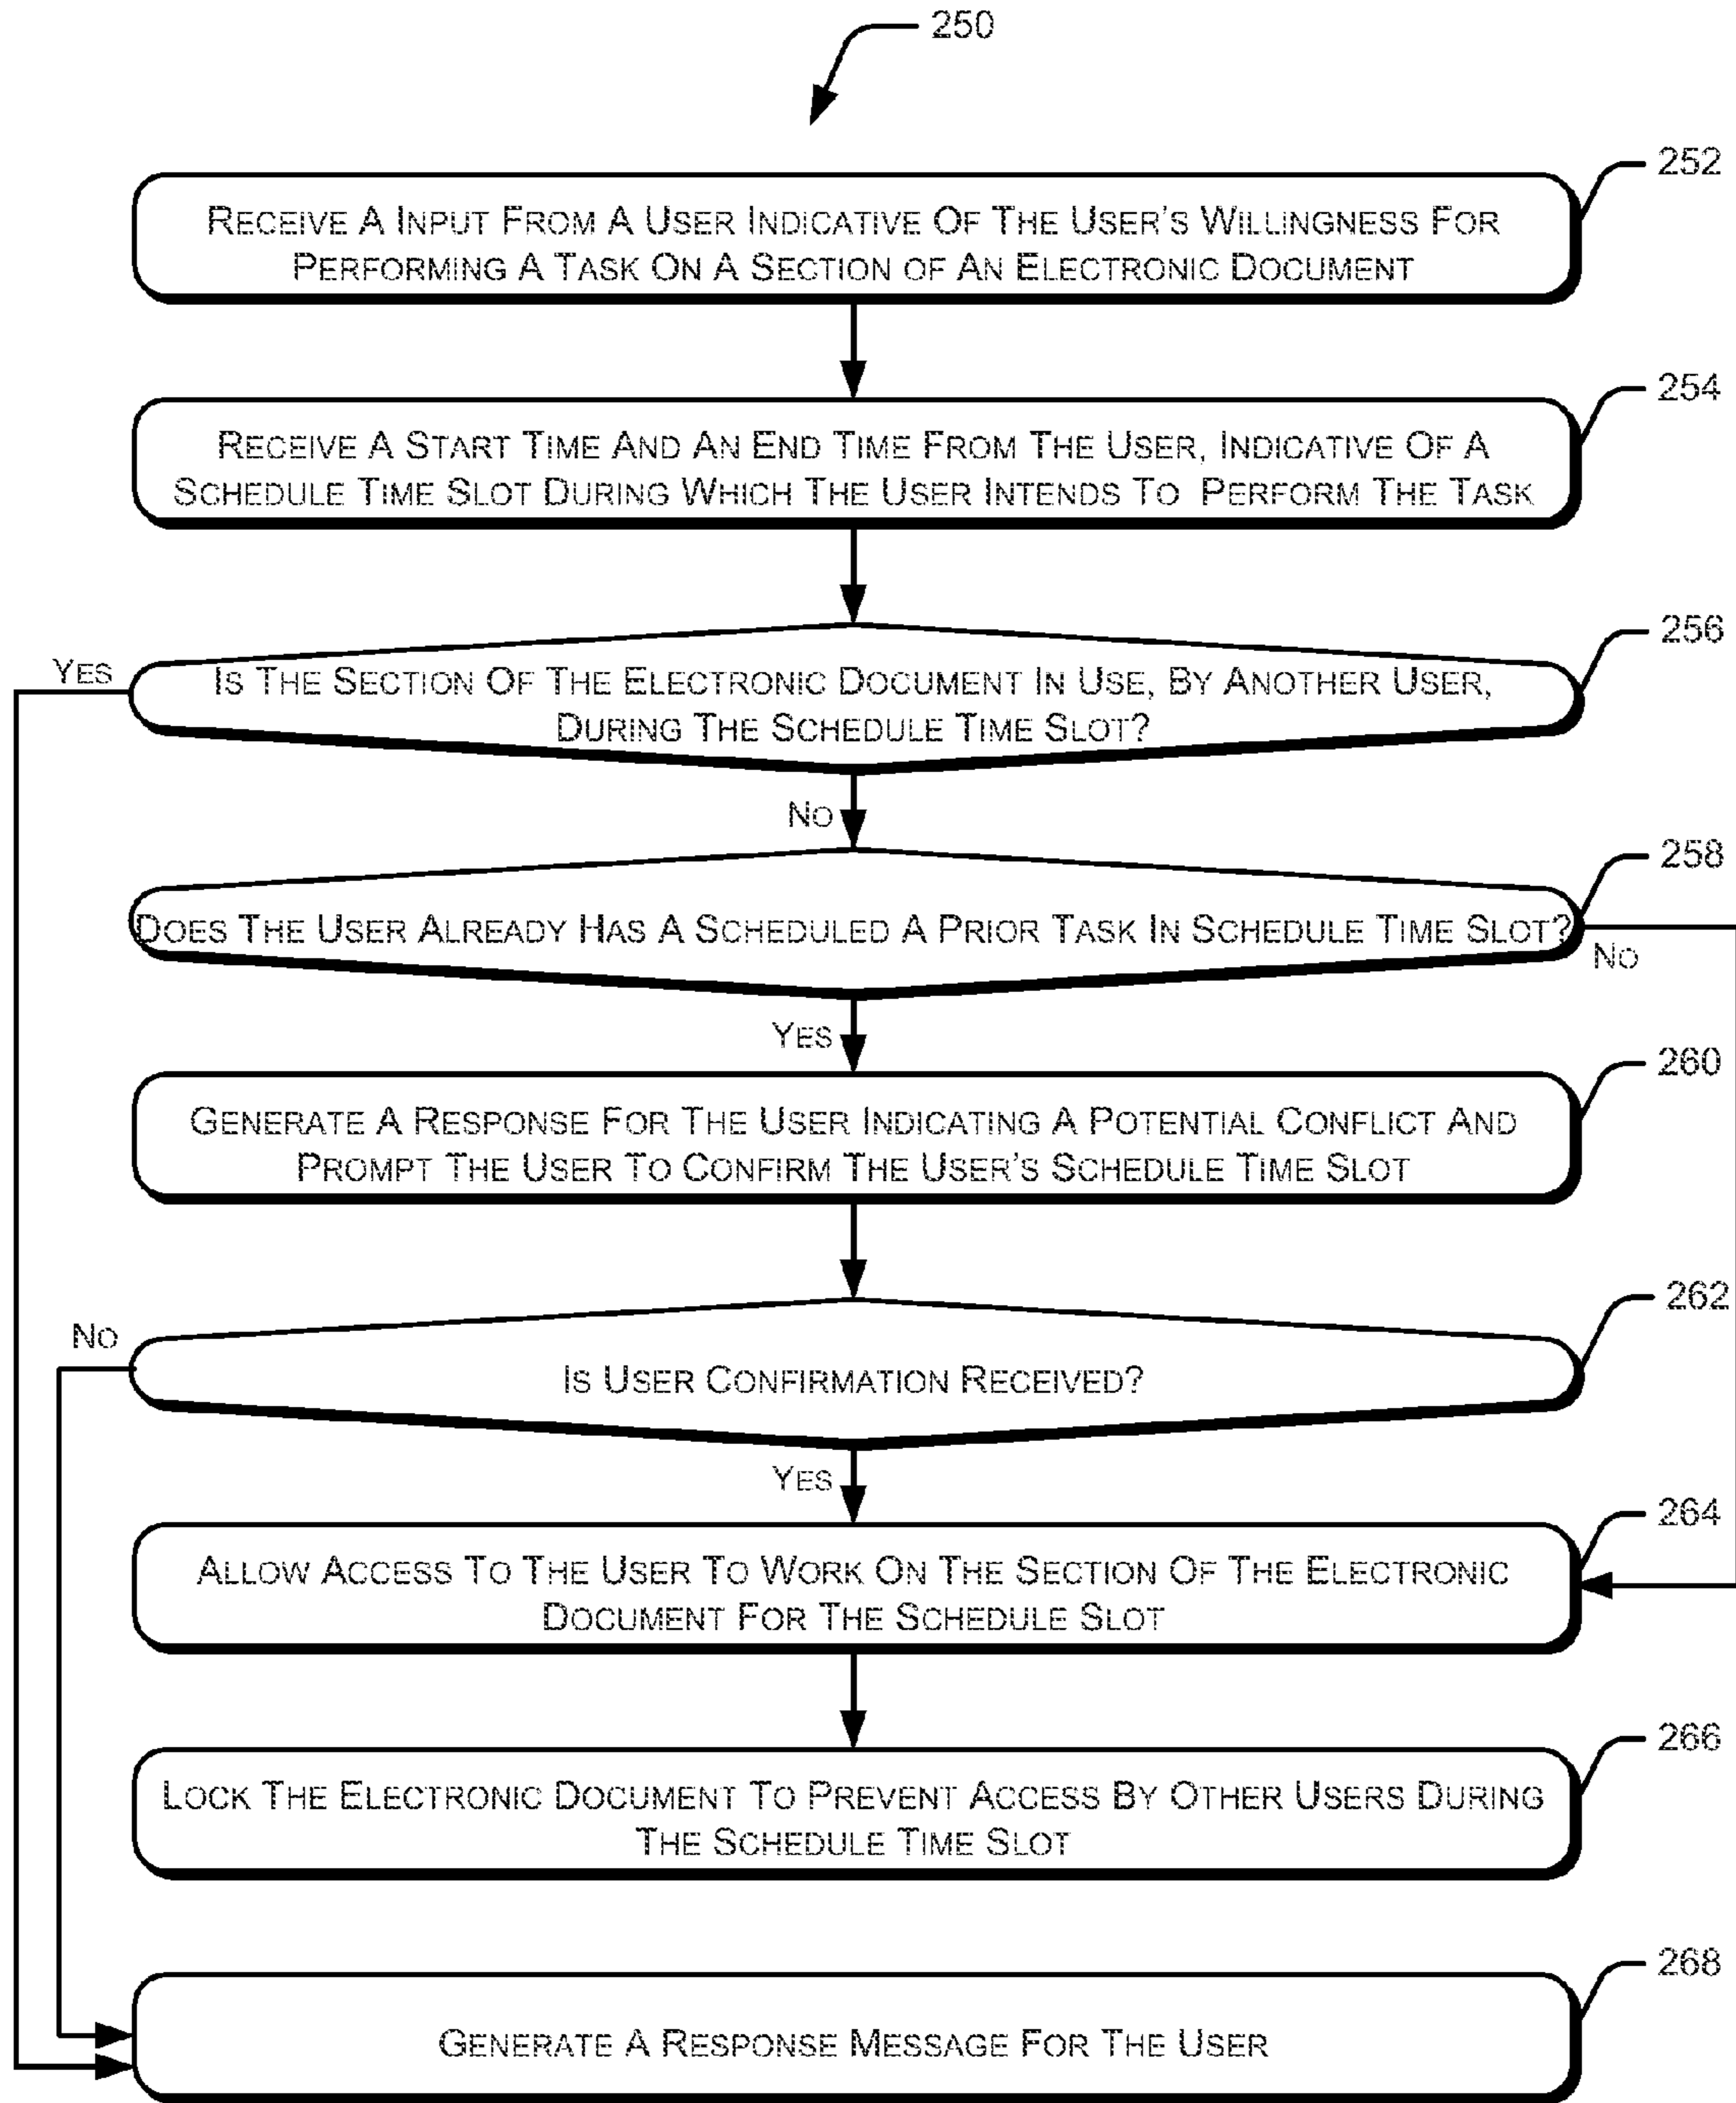 250
252
RECEIVE A INPUT FROM A USER INDICATIVE OF THE USER'S WILLINGNESS FOR
PERFORMING A TASK ON A SECTION OF AN ELECTRONIC DOCUMENT
254
RECEIVE A START TIME AND AN END TIME FROM THE USER, INDICATIVE OF A
SCHEDULE TIME SLOT DURING WHICH THE USER INTENDS TO PERFORM THE TASK
256
YES
IS THE SECTION OF THE ELECTRONIC DOCUMENT IN USE, BY ANOTHER USER,
DURING THE SCHEDULE TIME SLOT?
NO
258
DOES THE USER ALREADY HAS A SCHEDULED A PRIOR TASK IN SCHEDULE TIME SLOT?
NO
YES
260
GENERATE A RESPONSE FOR THE USER INDICATING A POTENTIAL CONFLICT AND
PROMPT THE USER TO CONFIRM THE USER'S SCHEDULE TIME SLOT
262
NO
IS USER CONFIRMATION RECEIVED?
YES
264
ALLOW ACCESS TO THE USER TO WORK ON THE SECTION OF THE ELECTRONIC
DOCUMENT FOR THE SCHEDULE SLOT
266
LOCK THE ELECTRONIC DOCUMENT TO PREVENT ACCESS BY OTHER USERS DURING
THE SCHEDULE TIME SLOT
268
GENERATE A RESPONSE MESSAGE FOR THE USER